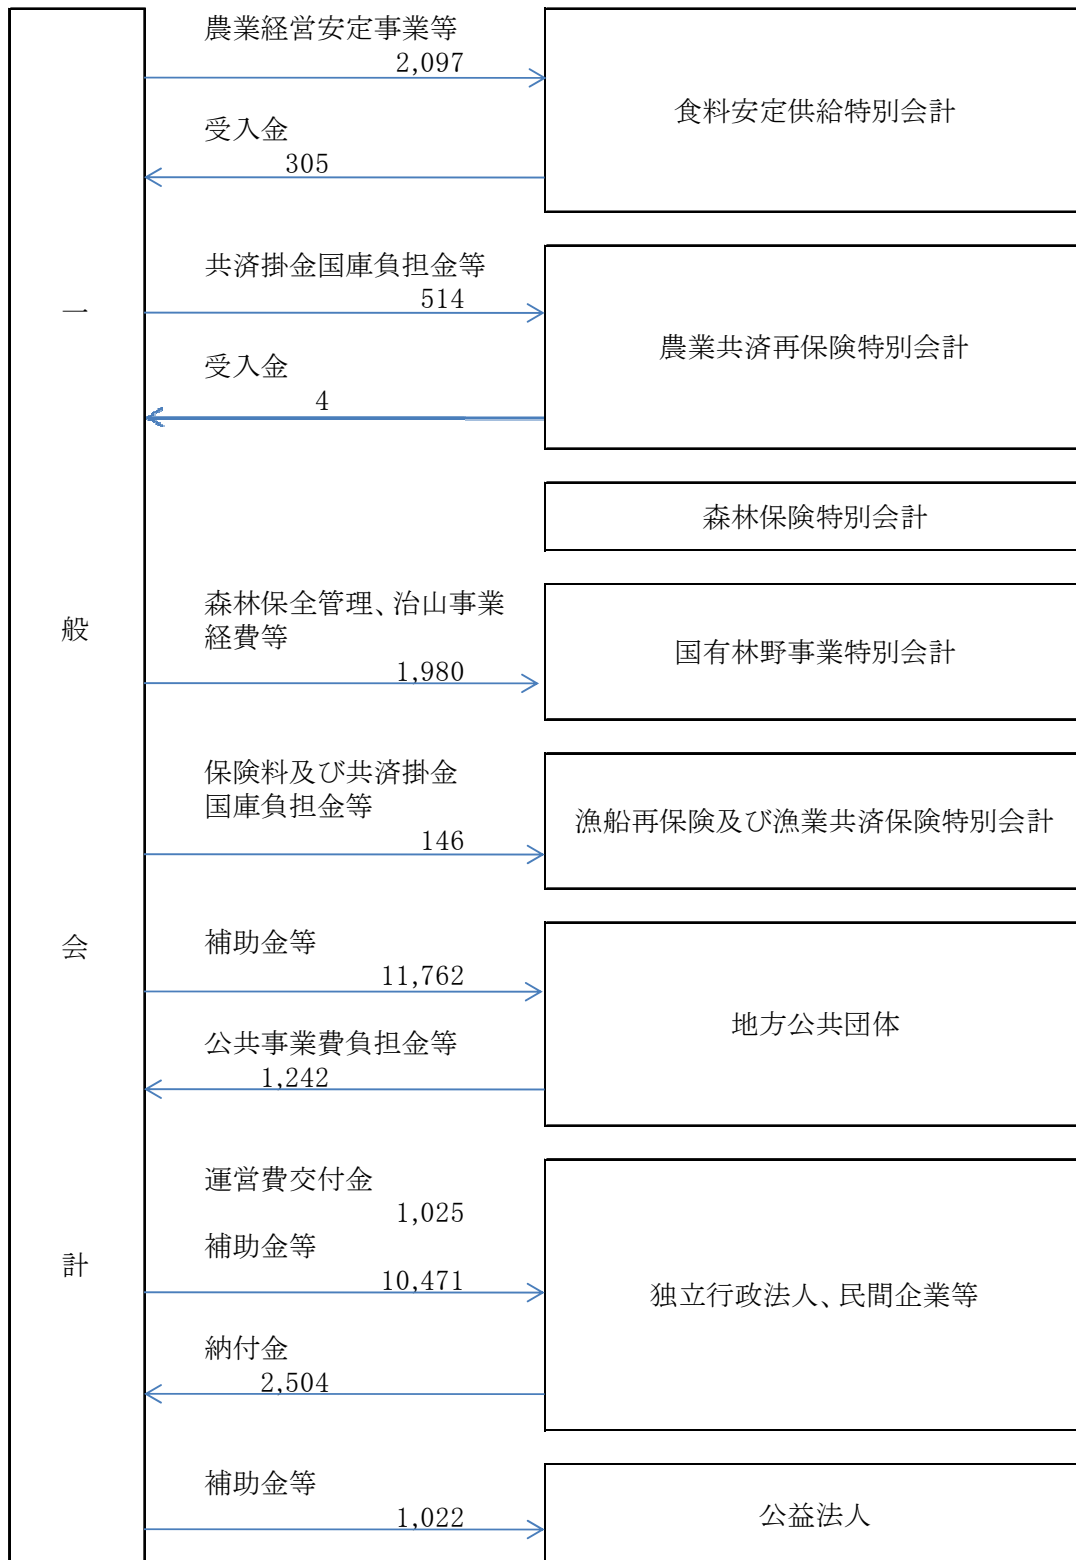 農業経営安定事業等
2,097
食料安定供給特別会計
受入金
305
共済掛金国庫負担金等
514
農業共済再保険特別会計
受入金
4
森林保険特別会計
森林保全管理、治山事業
経費等
1,980
国有林野事業特別会計
保険料及び共済掛金
国庫負担金等
146
漁船再保険及び漁業共済保険特別会計
補助金等
11,762
地方公共団体
公共事業費負担金等
1,242
運営費交付金
1,025
補助金等
10,471
独立行政法人、民間企業等
納付金
2,504
補助金等
1,022
公益法人
一
般
会
計